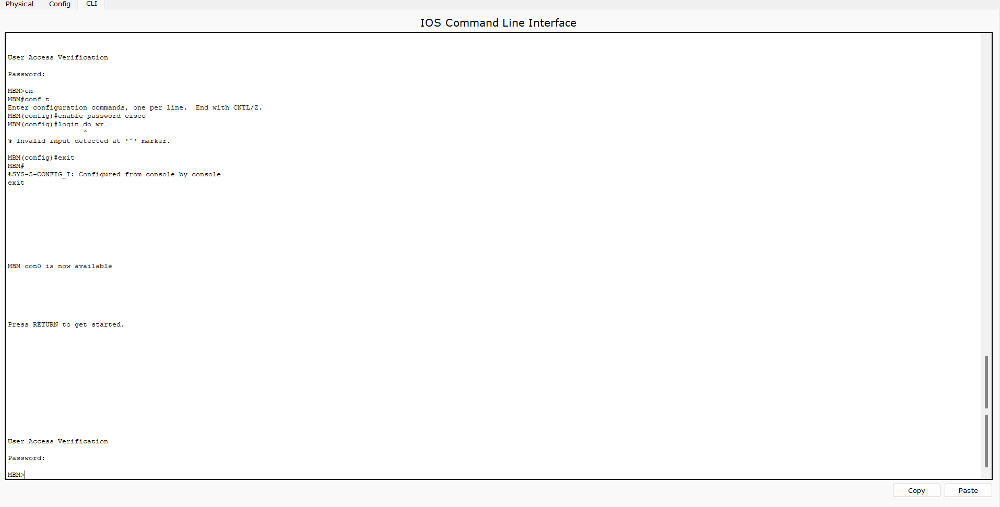 Physical Config CLI
IOS Command Line Interface
User Access Verification
Password:
MBM>en
MBM#conf t
Enter configuration commands, one per line.  End with CNTL/Z.
MBM(config)#enable password cisco
MBM(config)#login do wr
^
% Invalid input detected at '^' marker.
MBM(config)#exit
MBM#
%SYS-5-CONFIG_I: Configured from console by console
exit
MBM con0 is now available
Press RETURN to get started.
User Access Verification
Password:
MBM>
Copy Paste